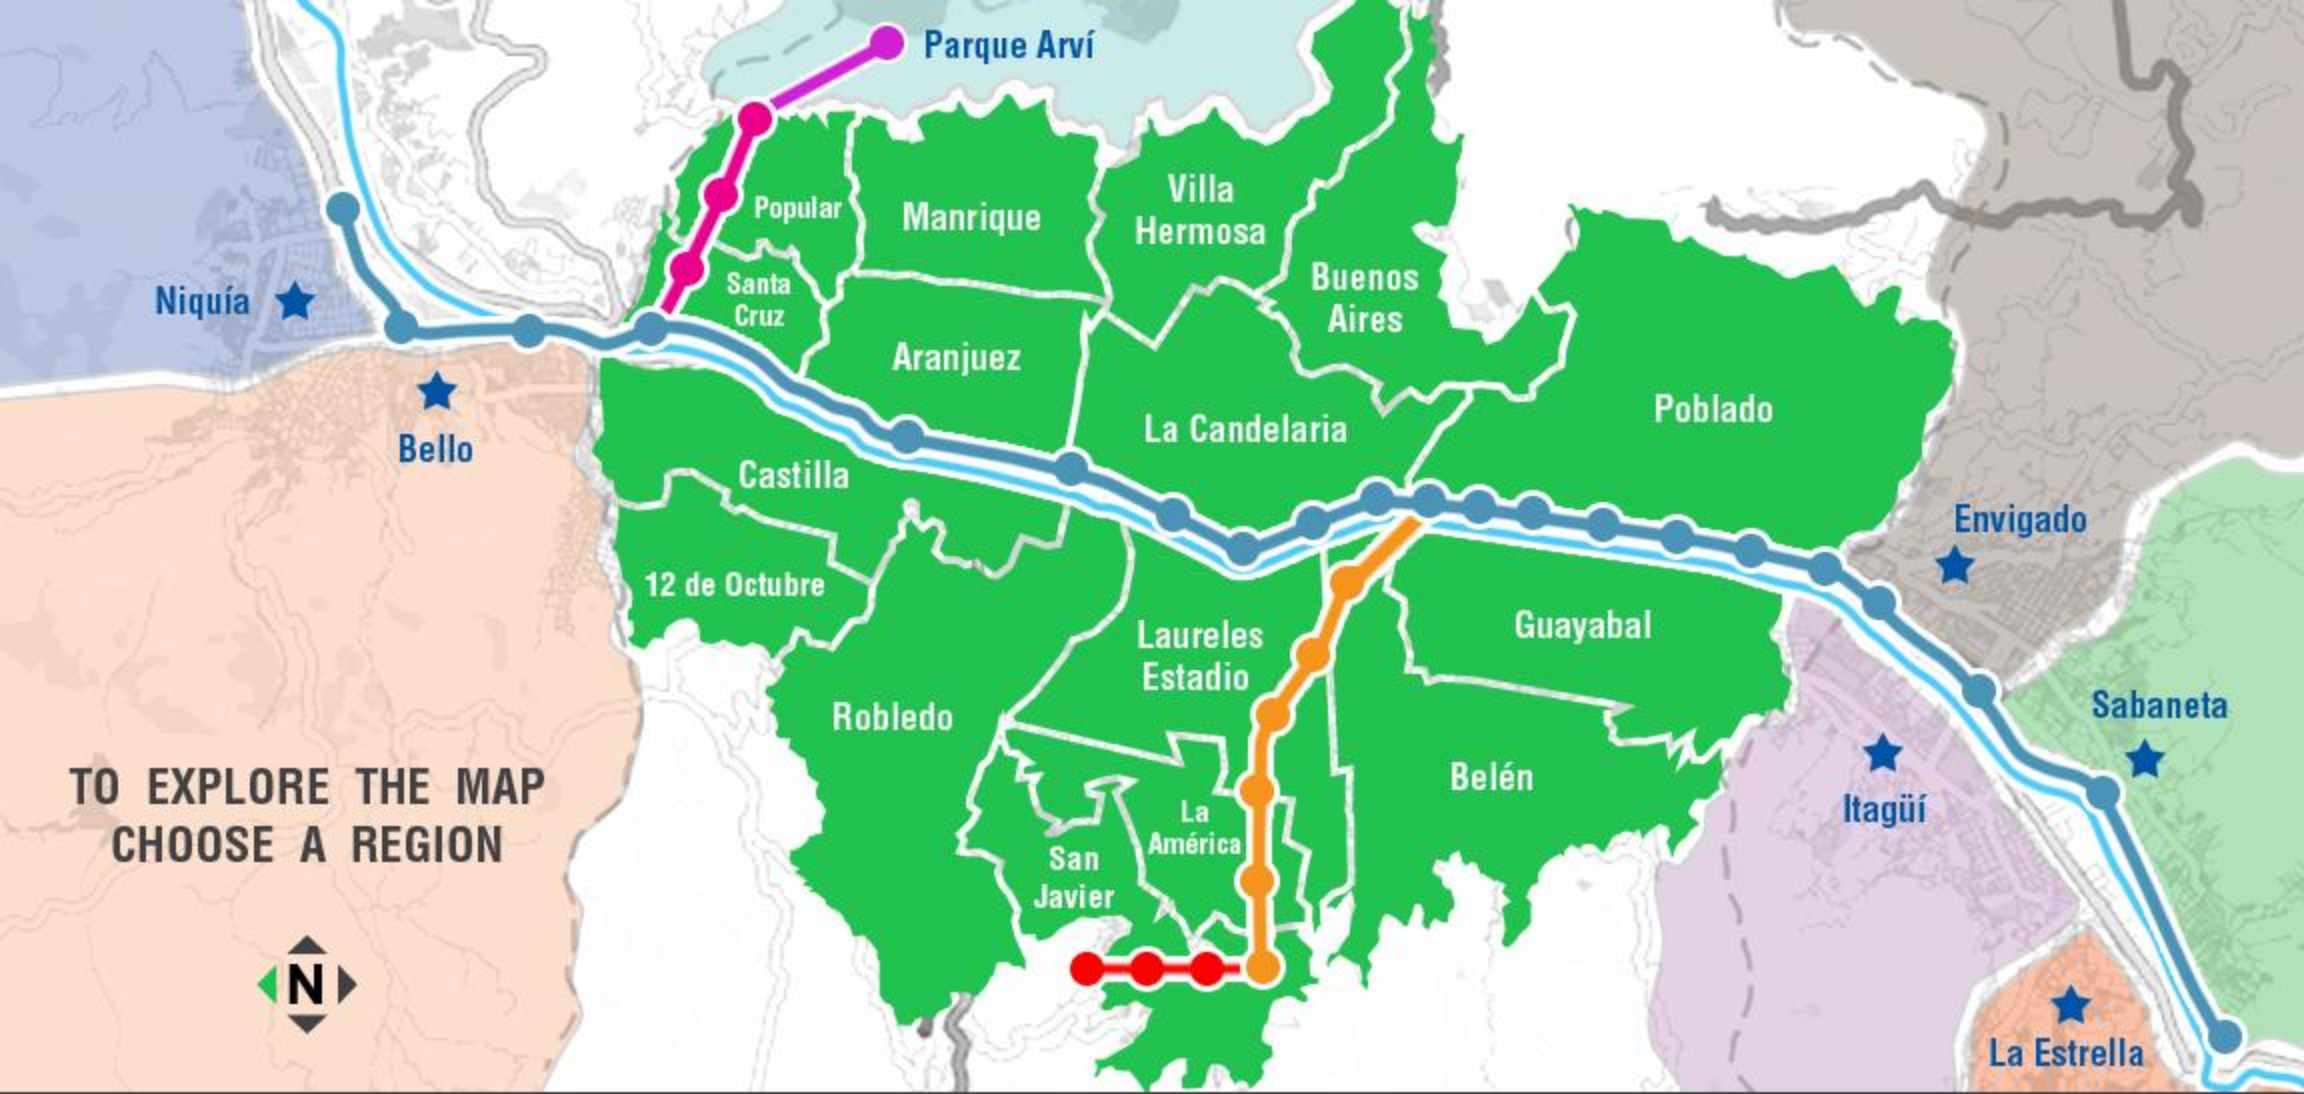 Parque Arví
Popular
Manrique
Villa
Hermosa
Niquía
Santa
Cruz
Buenos
Aires
Aranjuez
Bello
La Candelaria
Poblado
Castilla
Envigado
12 de Octubre
Laureles
Estadio
Guayabal
Robledo
Sabaneta
Belén
Itagüí
TO EXPLORE THE MAP
CHOOSE A REGION
La
América
San
Javier
N
La Estrella